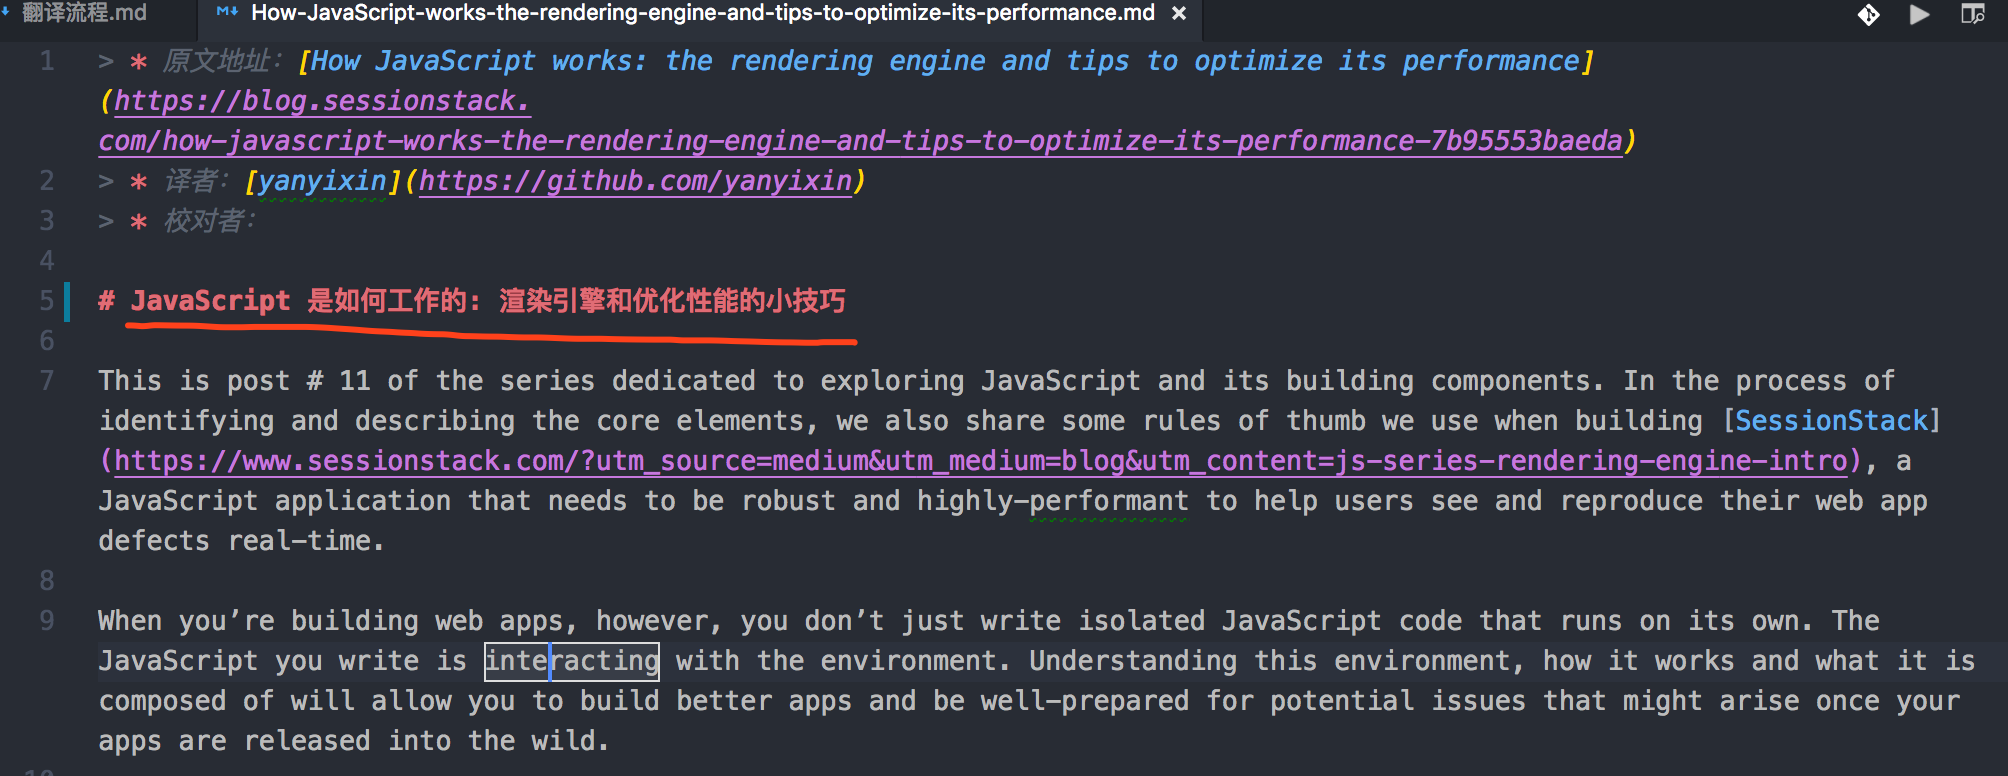 翻译流程.md
How-JavaScript-works-the-rendering-engine-and-tips-to-optimize-its-performance.md ×
1 > * 原文地址：[How JavaScript works: the rendering engine and tips to optimize its performance]
(https://blog.sessionstack.
com/how-javascript-works-the-rendering-engine-and-tips-to-optimize-its-performance-7b95553baeda)
2 > * 译者：[yanyixin](https://github.com/yanyixin)
3 > * 校对者：
4
5 # JavaScript 是如何工作的: 渲染引擎和优化性能的小技巧
6
7 This is post # 11 of the series dedicated to exploring JavaScript and its building components. In the process of
identifying and describing the core elements, we also share some rules of thumb we use when building [SessionStack]
(https://www.sessionstack.com/?utm_source=medium&utm_medium=blog&utm_content=js-series-rendering-engine-intro), a
JavaScript application that needs to be robust and highly-performant to help users see and reproduce their web app
defects real-time.
8
9 When you’re building web apps, however, you don’t just write isolated JavaScript code that runs on its own. The
JavaScript you write is interacting with the environment. Understanding this environment, how it works and what it is
composed of will allow you to build better apps and be well-prepared for potential issues that might arise once your
apps are released into the wild.
10